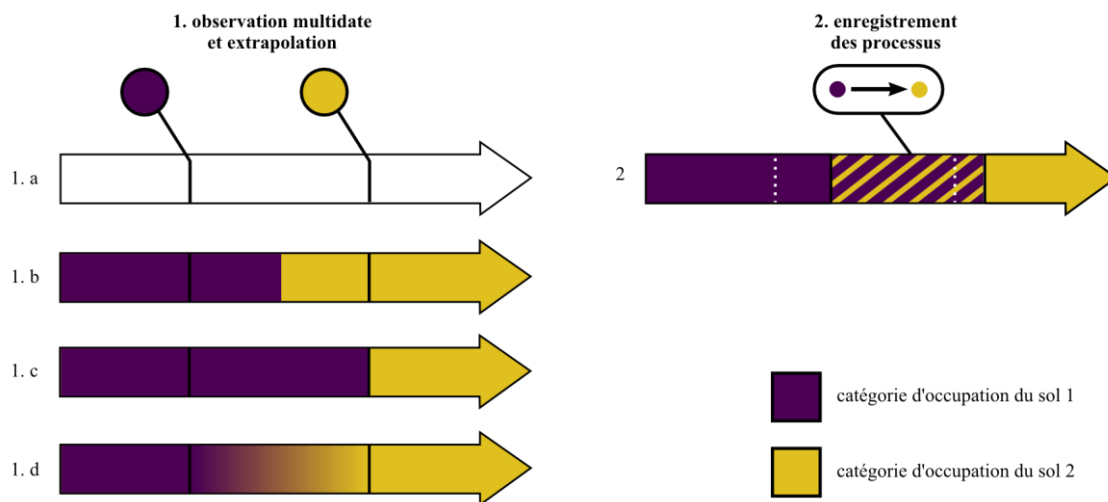 1. observation multidate
et extrapolation
2. enregistrement
des processus
1. a
2
1. b
1. c
1. d
catégorie d'occupation du sol 1
catégorie d'occupation du sol 2